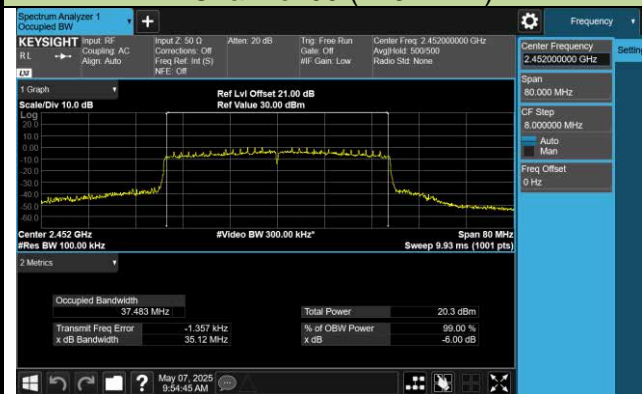 Spectrum Analyzer 1
Occupied BW
Frequency
KEYSIGHT
Input: RF
Coupling: AC
Align: Auto
Input Z: 50 Ω
Corrections: Off
Freq Ref: Int (S)
NFE: Off
Atten: 20 dB
Trig: Free Run
Gate: Off
#IF Gain: Low
Center Freq: 2.452000000 GHz
Avg|Hold: 500/500
Radio Std: None
RL
LXI
Center Frequency
2.452000000 GHz
Settings
Span
80.000 MHz
CF Step
8.000000 MHz
Auto
Man
Freq Offset
0 Hz
1 Graph
Scale/Div 10.0 dB
Ref Lvl Offset 21.00 dB
Ref Value 30.00 dBm
Log
20.0
10.0
0.00
-10.0
-20.0
-30.0
-40.0
-50.0
-60.0
Center 2.452 GHz
#Res BW 100.00 kHz
#Video BW 300.00 kHz*
Span 80 MHz
Sweep 9.93 ms (1001 pts)
2 Metrics
Occupied Bandwidth
37.483 MHz
Total Power 20.3 dBm
Transmit Freq Error -1.357 kHz
% of OBW Power 99.00 %
x dB Bandwidth 35.12 MHz
x dB -6.00 dB
?
May 07, 2025
9:54:45 AM